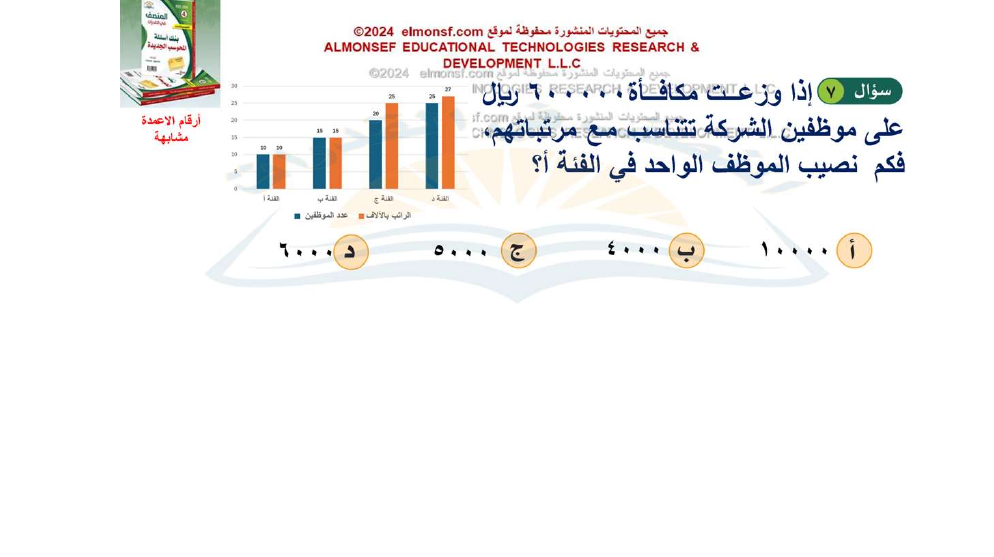 جميع المحتويات المنشورة محفوظة لموقع elmonsf.com ©2024
ALMONSEF EDUCATIONAL TECHNOLOGIES RESEARCH &
DEVELOPMENT L.L.C
المنصف
بنك أسئلة
المحوسب الجديدة
أرقام الاعمدة
مشابهة
سؤال ٧
إذا وزعت مكافأة ٦٠٠٠٠٠ ريال
على موظفين الشركة تتناسب مع مرتباتهم،
فكم نصيب الموظف الواحد في الفئة أ؟
30
25
20
15
10
5
0
10 10 15 15 20 25 25 27
الفئة أ الفئة ب الفئة ج الفئة د
عدد الموظفين الراتب بالآلاف
أ ١٠٠٠٠
ب ٤٠٠٠
ج ٥٠٠٠
د ٦٠٠٠